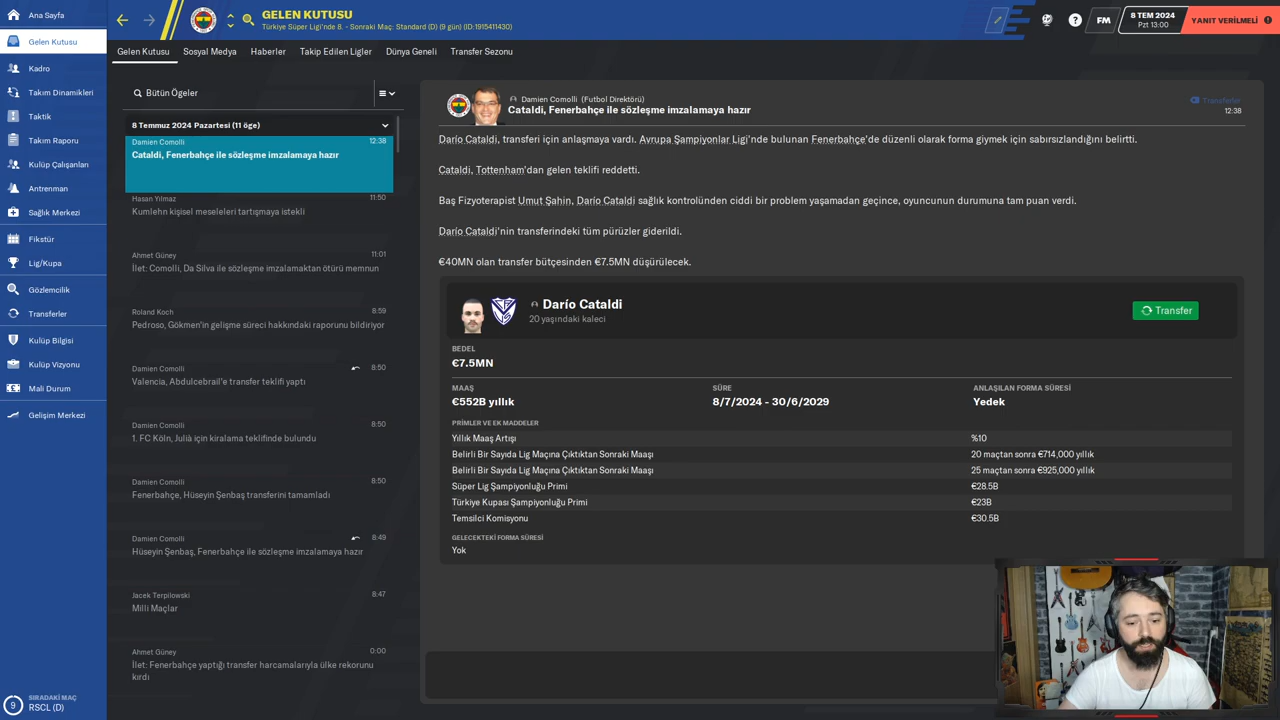 Ana Sayfa
Gelen Kutusu
Kadro
Takım Dinamikleri
Taktik
Takım Raporu
Kulüp Çalışanları
Antrenman
Sağlık Merkezi
Fikstür
Lig/Kupa
Gözlemcilik
Transferler
Kulüp Bilgisi
Kulüp Vizyonu
Mali Durum
Gelişim Merkezi
9
SIRADAKİ MAÇ
RSCL (D)
GELEN KUTUSU
Türkiye Süper Ligi'nde 8. - Sonraki Maç: Standard (D) (9 gün) (ID:1915411430)
FM
8 TEM 2024
Pzt 13:00
YANIT VERİLMELİ
Gelen Kutusu Sosyal Medya Haberler Takip Edilen Ligler Dünya Geneli Transfer Sezonu
Bütün Ögeler
8 Temmuz 2024 Pazartesi (11 öge)
Damien Comolli 12:38
Cataldi, Fenerbahçe ile sözleşme imzalamaya hazır
Hasan Yılmaz 11:50
Kumlehn kişisel meseleleri tartışmaya istekli
Ahmet Güney 11:01
İlet: Comolli, Da Silva ile sözleşme imzalamaktan ötürü memnun
Roland Koch 8:59
Pedroso, Gökmen'in gelişme süreci hakkındaki raporunu bildiriyor
Damien Comolli 8:50
Valencia, Abdulcebrail'e transfer teklifi yaptı
Damien Comolli 8:50
1. FC Köln, Julià için kiralama teklifinde bulundu
Damien Comolli 8:50
Fenerbahçe, Hüseyin Şenbaş transferini tamamladı
Damien Comolli 8:49
Hüseyin Şenbaş, Fenerbahçe ile sözleşme imzalamaya hazır
Jacek Terpilowski 8:47
Milli Maçlar
Ahmet Güney 0:00
İlet: Fenerbahçe yaptığı transfer harcamalarıyla ülke rekorunu
kırdı
Damien Comolli (Futbol Direktörü)
Cataldi, Fenerbahçe ile sözleşme imzalamaya hazır
Transferler
12:38
Darío Cataldi, transferi için anlaşmaya vardı. Avrupa Şampiyonlar Ligi'nde bulunan Fenerbahçe'de düzenli olarak forma giymek için sabırsızlandığını belirtti.
Cataldi, Tottenham'dan gelen teklifi reddetti.
Baş Fizyoterapist Umut Şahin, Darío Cataldi sağlık kontrolünden ciddi bir problem yaşamadan geçince, oyuncunun durumuna tam puan verdi.
Darío Cataldi'nin transferindeki tüm pürüzler giderildi.
€40MN olan transfer bütçesinden €7.5MN düşürülecek.
Darío Cataldi
20 yaşındaki kaleci
Transfer
BEDEL
€7.5MN
MAAŞ SÜRE ANLAŞILAN FORMA SÜRESİ
€552B yıllık 8/7/2024 - 30/6/2029 Yedek
PRİMLER VE EK MADDELER
Yıllık Maaş Artışı %10
Belirli Bir Sayıda Lig Maçına Çıktıktan Sonraki Maaşı 20 maçtan sonra €714,000 yıllık
Belirli Bir Sayıda Lig Maçına Çıktıktan Sonraki Maaşı 25 maçtan sonra €925,000 yıllık
Süper Lig Şampiyonluğu Primi €28.5B
Türkiye Kupası Şampiyonluğu Primi €23B
Temsilci Komisyonu €30.5B
GELECEKTEKİ FORMA SÜRESİ
Yok